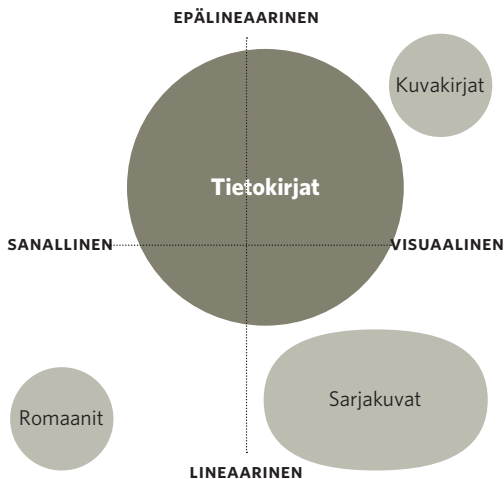 EPÄLINEAARINEN
Kuvakirjat
Tietokirjat
SANALLINEN
VISUAALINEN
Sarjakuvat
Romaanit
LINEAARINEN